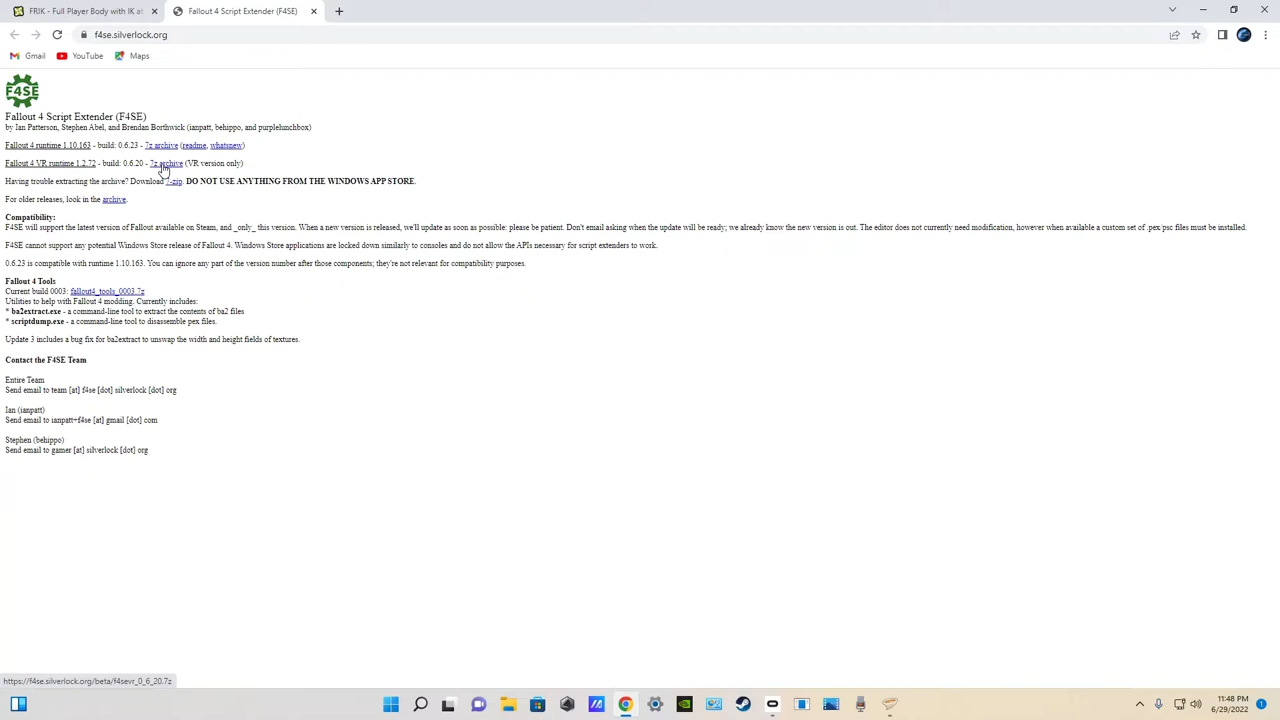 FRIK - Full Player Body with IK at
Fallout 4 Script Extender (F4SE)
f4se.silverlock.org
Gmail
YouTube
Maps
F4SE
Fallout 4 Script Extender (F4SE)
by Ian Patterson, Stephen Abel, and Brendan Borthwick (ianpatt, behippo, and purplelunchbox)
Fallout 4 runtime 1.10.163 - build: 0.6.23 - 7z archive (readme, whatsnew)
Fallout 4 VR runtime 1.2.72 - build: 0.6.20 - 7z archive (VR version only)
Having trouble extracting the archive? Download 7-zip. DO NOT USE ANYTHING FROM THE WINDOWS APP STORE.
For older releases, look in the archive.
Compatibility:
F4SE will support the latest version of Fallout available on Steam, and _only_ this version. When a new version is released, we'll update as soon as possible: please be patient. Don't email asking when the update will be ready; we already know the new version is out. The editor does not currently need modification, however when available a custom set of .pex/psc files must be installed.
F4SE cannot support any potential Windows Store release of Fallout 4. Windows Store applications are locked down similarly to consoles and do not allow the APIs necessary for script extenders to work.
0.6.23 is compatible with runtime 1.10.163. You can ignore any part of the version number after those components; they're not relevant for compatibility purposes.
Fallout 4 Tools
Current build 0003: fallout4_tools_0003.7z
Utilities to help with Fallout 4 modding. Currently includes:
* ba2extract.exe - a command-line tool to extract the contents of ba2 files
* scriptdump.exe - a command-line tool to disassemble pex files.
Update 3 includes a bug fix for ba2extract to unswap the width and height fields of textures.
Contact the F4SE Team
Entire Team
Send email to team [at] f4se [dot] silverlock [dot] org
Ian (ianpatt)
Send email to ianpatt+f4se [at] gmail [dot] com
Stephen (behippo)
Send email to gamer [at] silverlock [dot] org
https://f4se.silverlock.org/beta/f4sevr_0_6_20.7z
11:48 PM
6/29/2022